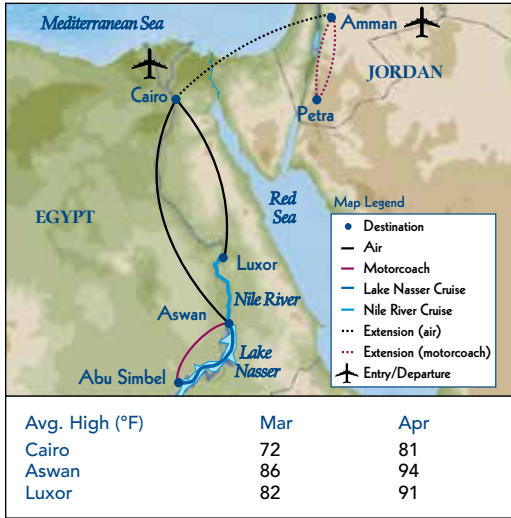 Mediterranean Sea
Amman
JORDAN
Cairo
Petra
EGYPT
Red
Sea
Luxor
Nile River
Aswan
Lake
Nasser
Abu Simbel
Map Legend
Destination
Air
Motorcoach
Lake Nasser Cruise
Nile River Cruise
Extension (air)
Extension (motorcoach)
Entry/Departure
Avg. High (°F) Mar Apr
Cairo 72 81
Aswan 86 94
Luxor 82 91